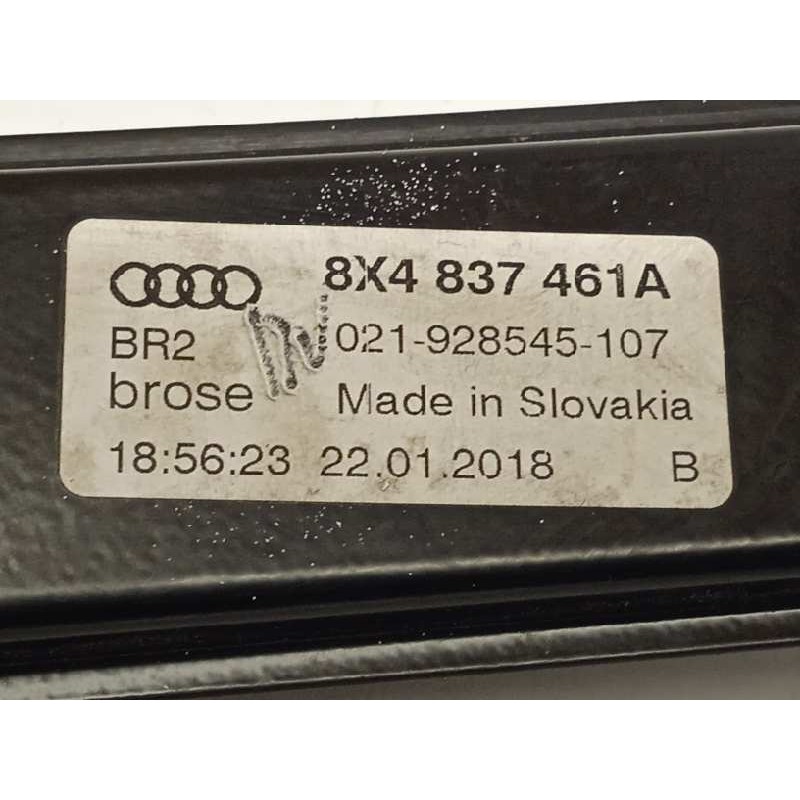 8X4 837 461A
BR2 021-928545-107
brose Made in Slovakia
18:56:23 22.01.2018 B